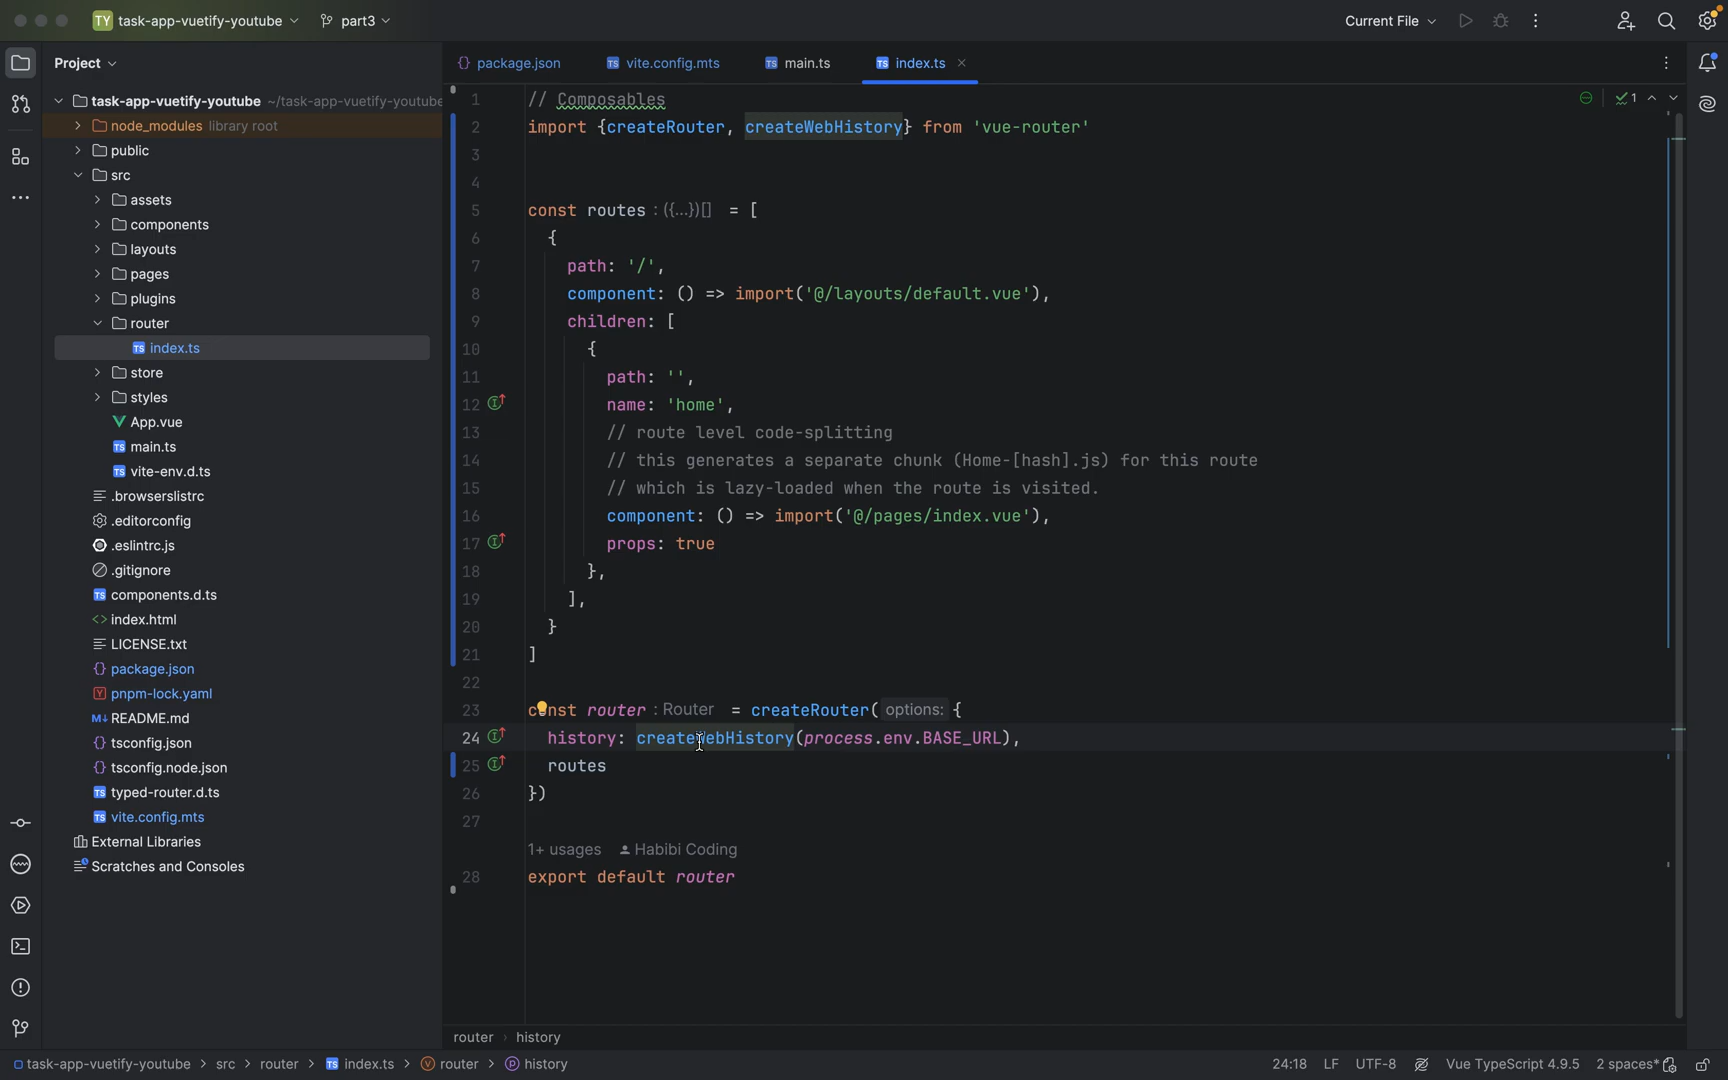 TY task-app-vuetify-youtube part3 Current File
Project
package.json vite.config.mts main.ts index.ts
task-app-vuetify-youtube ~/task-app-vuetify-youtube
node_modules library root
public
src
assets
components
layouts
pages
plugins
router
index.ts
store
styles
App.vue
main.ts
vite-env.d.ts
.browserslistrc
.editorconfig
.eslintrc.js
.gitignore
components.d.ts
index.html
LICENSE.txt
package.json
pnpm-lock.yaml
README.md
tsconfig.json
tsconfig.node.json
typed-router.d.ts
vite.config.mts
External Libraries
Scratches and Consoles
1 // Composables
2 import {createRouter, createWebHistory} from 'vue-router'
3
4
5 const routes : ({...})[] = [
6 {
7 path: '/',
8 component: () => import('@/layouts/default.vue'),
9 children: [
10 {
11 path: '',
12 name: 'home',
13 // route level code-splitting
14 // this generates a separate chunk (Home-[hash].js) for this route
15 // which is lazy-loaded when the route is visited.
16 component: () => import('@/pages/index.vue'),
17 props: true
18 },
19 ],
20 }
21 ]
22
23 const router : Router = createRouter( options: {
24 history: createWebHistory(process.env.BASE_URL),
25 routes
26 })
27
1+ usages Habibi Coding
28 export default router
1
router > history
task-app-vuetify-youtube > src > router > index.ts > router > history 24:18 LF UTF-8 Vue TypeScript 4.9.5 2 spaces*